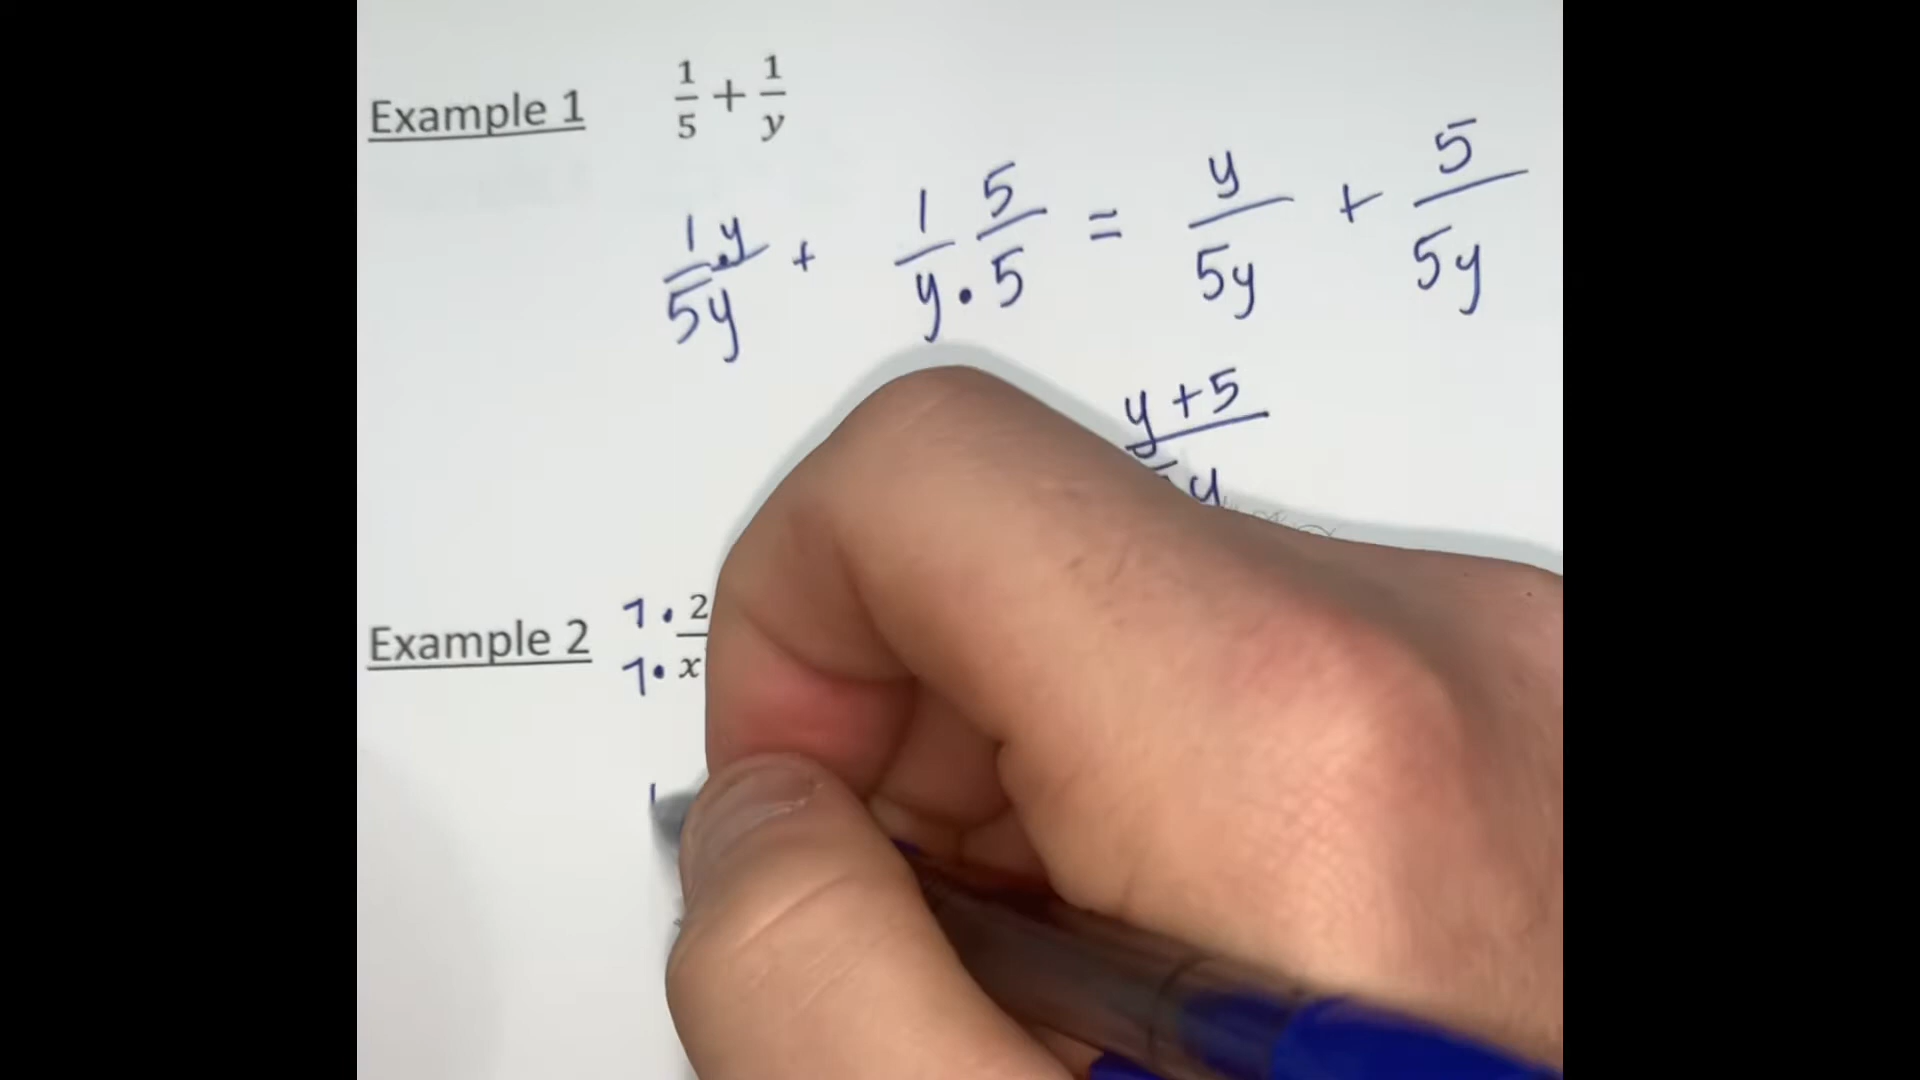 Example 1 1/5 + 1/y
1·y/5y + 1/y · 5/5 = y/5y + 5/5y
y + 5
y
Example 2 7 · 2
7 · x